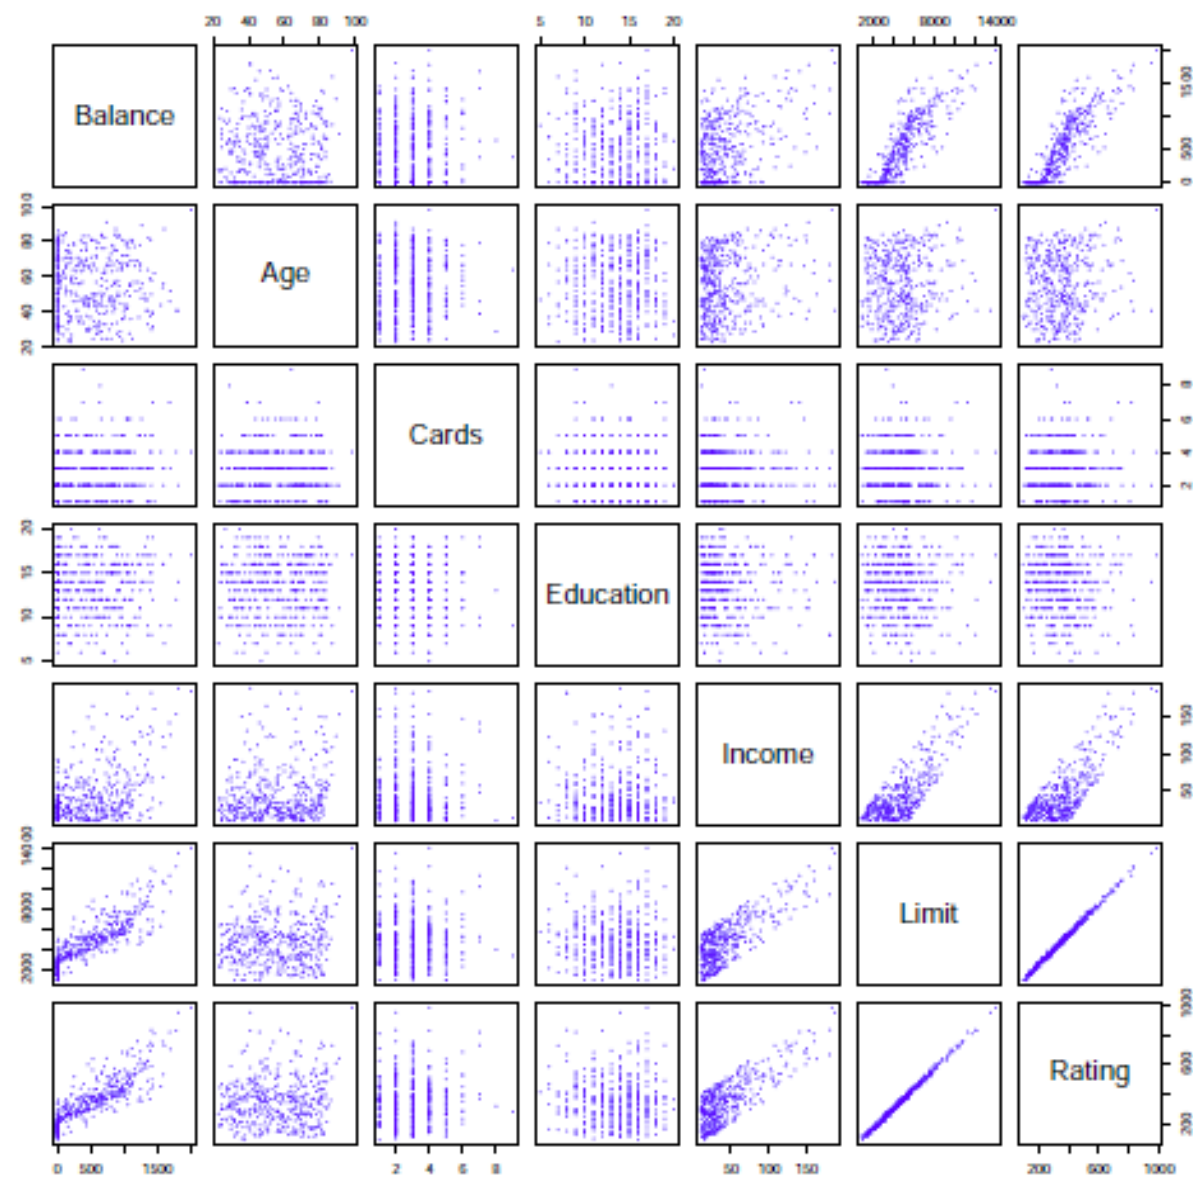 20 40 60 80 100 5 10 15 20 2000 8000 14000
Balance
0 500 1500
20 40 60 80 100
Age
Cards
2 4 6 8
5 10 15 20
Education
Income
50 100 150
2000 8000 14000
Limit
Rating
200 600 1000
0 500 1500 2 4 6 8 50 100 150 200 600 1000